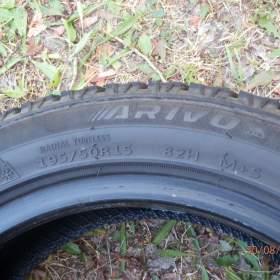 ARIVO
RADIAL TUBELESS
195/50R15 82H M+S